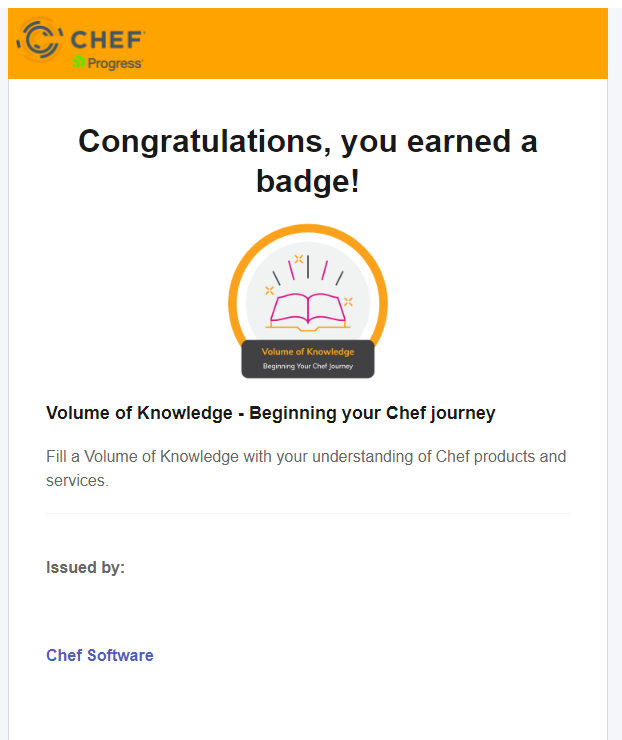 CHEF
Progress
Congratulations, you earned a
badge!
Volume of Knowledge
Beginning Your Chef Journey
Volume of Knowledge - Beginning your Chef journey
Fill a Volume of Knowledge with your understanding of Chef products and
services.
Issued by:
Chef Software